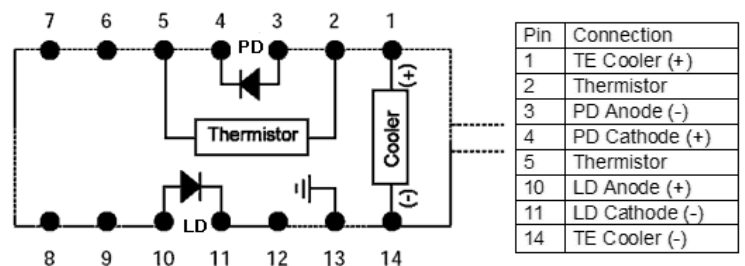 7 6 5 4 3 2 1
PD
(+)
Thermistor
Cooler
(-)
LD
8 9 10 11 12 13 14
Pin Connection
1 TE Cooler (+)
2 Thermistor
3 PD Anode (-)
4 PD Cathode (+)
5 Thermistor
10 LD Anode (+)
11 LD Cathode (-)
14 TE Cooler (-)